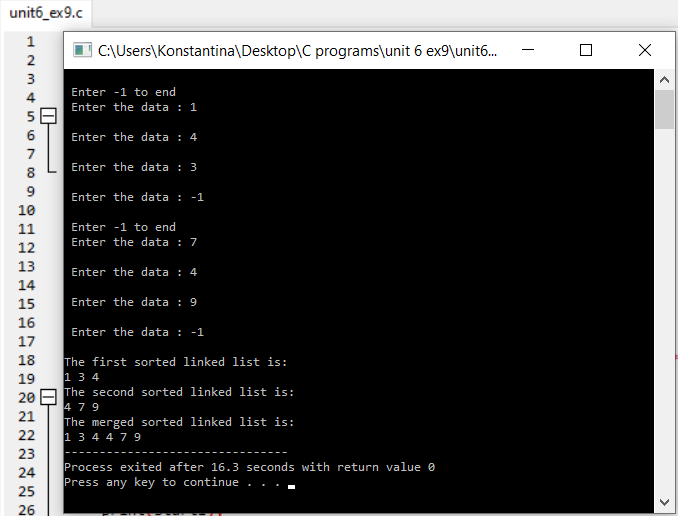 unit6_ex9.c
C:\Users\Konstantina\Desktop\C programs\unit 6 ex9\unit6...
1
2
3
4
5
6
7
8
9
10
11
12
13
14
15
16
17
18
19
20
21
22
23
24
25
26
Enter -1 to end
Enter the data : 1
Enter the data : 4
Enter the data : 3
Enter the data : -1
Enter -1 to end
Enter the data : 7
Enter the data : 4
Enter the data : 9
Enter the data : -1
The first sorted linked list is:
1 3 4
The second sorted linked list is:
4 7 9
The merged sorted linked list is:
1 3 4 4 7 9
--------------------------------
Process exited after 16.3 seconds with return value 0
Press any key to continue . . .